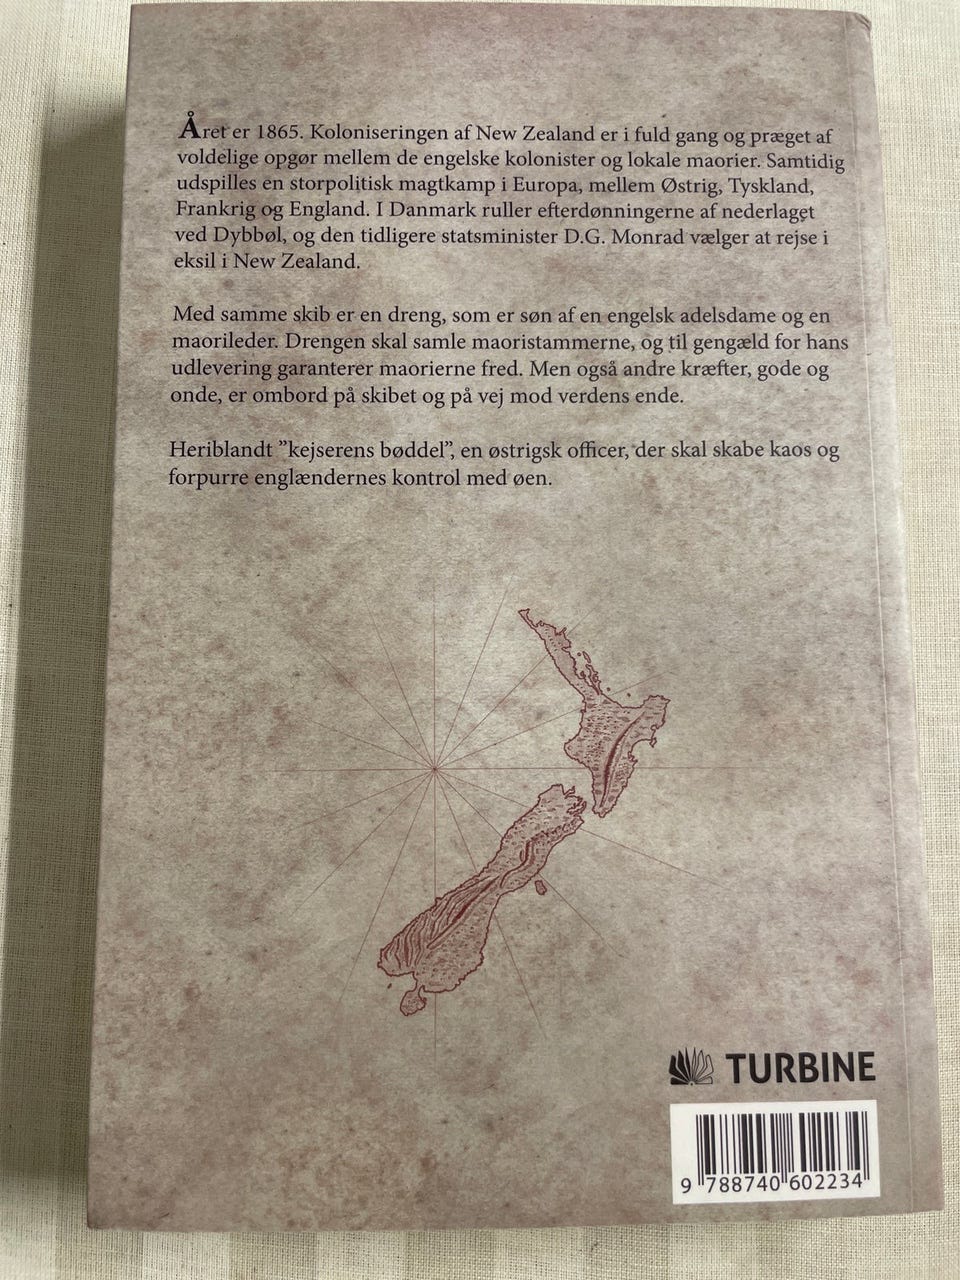 Året er 1865. Koloniseringen af New Zealand er i fuld gang og præget af
voldelige opgør mellem de engelske kolonister og lokale maorier. Samtidig
udspilles en storpolitisk magtkamp i Europa, mellem Østrig, Tyskland,
Frankrig og England. I Danmark ruller efterdønningerne af nederlaget
ved Dybbøl, og den tidligere statsminister D.G. Monrad vælger at rejse i
eksil i New Zealand.
Med samme skib er en dreng, som er søn af en engelsk adelsdame og en
maorileder. Drengen skal samle maoristammerne, og til gengæld for hans
udlevering garanterer maorierne fred. Men også andre kræfter, gode og
onde, er ombord på skibet og på vej mod verdens ende.
Heriblandt ”kejserens bøddel”, en østrigsk officer, der skal skabe kaos og
forpurre englændernes kontrol med øen.
TURBINE
9 788740 602234